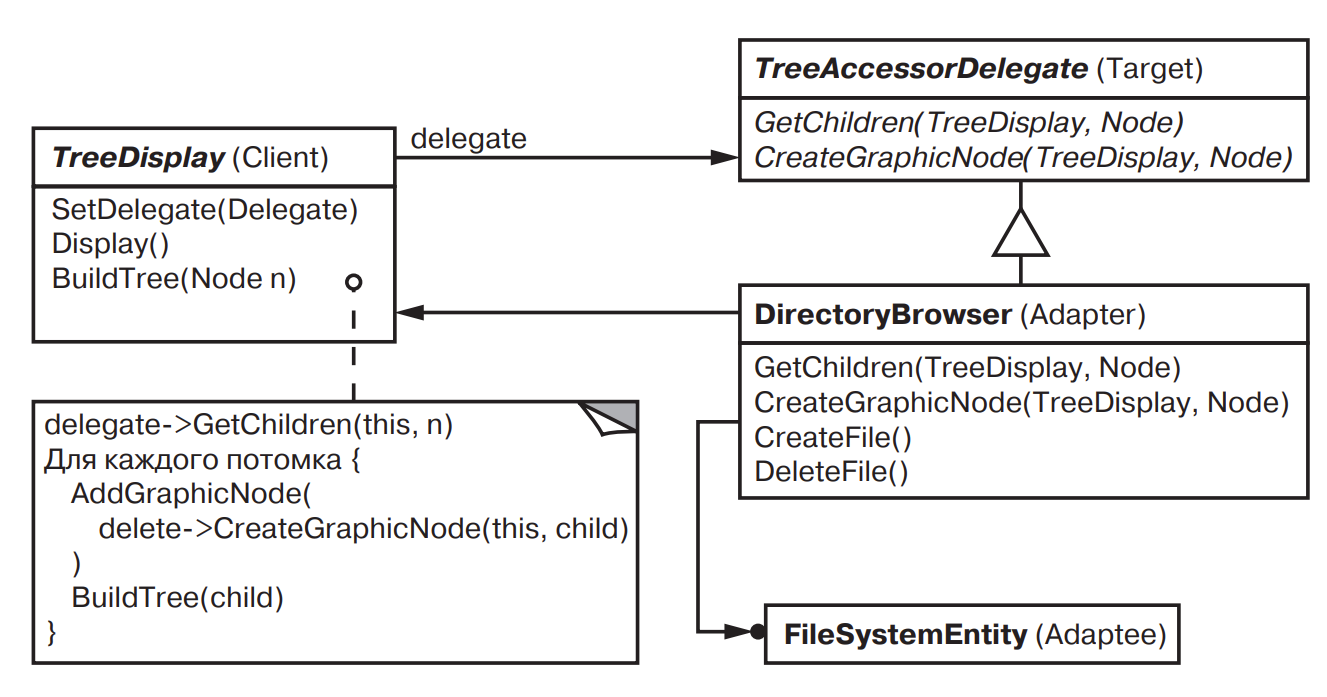 TreeAccessorDelegate (Target)
GetChildren(TreeDisplay, Node)
CreateGraphicNode(TreeDisplay, Node)
delegate
TreeDisplay (Client)
SetDelegate(Delegate)
Display()
BuildTree(Node n)
DirectoryBrowser (Adapter)
GetChildren(TreeDisplay, Node)
CreateGraphicNode(TreeDisplay, Node)
CreateFile()
DeleteFile()
delegate->GetChildren(this, n)
Для каждого потомка {
AddGraphicNode(
delete->CreateGraphicNode(this, child)
)
BuildTree(child)
}
FileSystemEntity (Adaptee)